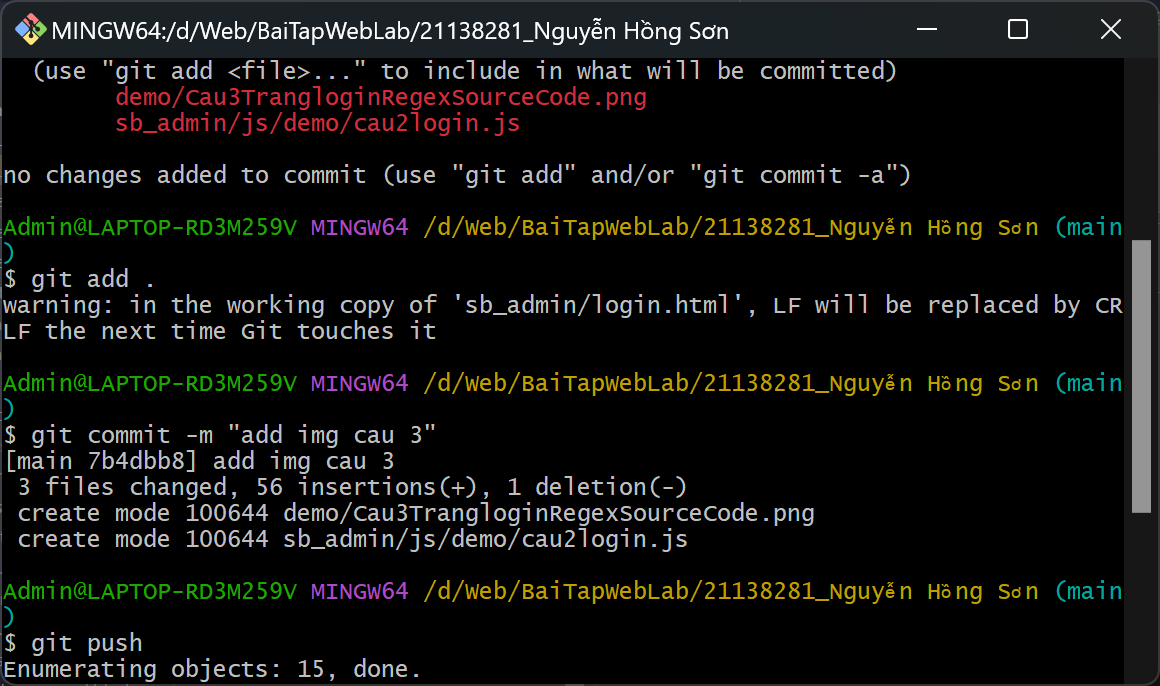 MINGW64:/d/Web/BaiTapWebLab/21138281_Nguyễn Hồng Sơn
(use "git add <file>..." to include in what will be committed)
demo/Cau3TrangloginRegexSourceCode.png
sb_admin/js/demo/cau2login.js
no changes added to commit (use "git add" and/or "git commit -a")
Admin@LAPTOP-RD3M259V MINGW64 /d/Web/BaiTapWebLab/21138281_Nguyễn Hồng Sơn (main
)
$ git add .
warning: in the working copy of 'sb_admin/login.html', LF will be replaced by CR
LF the next time Git touches it
Admin@LAPTOP-RD3M259V MINGW64 /d/Web/BaiTapWebLab/21138281_Nguyễn Hồng Sơn (main
)
$ git commit -m "add img cau 3"
[main 7b4dbb8] add img cau 3
3 files changed, 56 insertions(+), 1 deletion(-)
create mode 100644 demo/Cau3TrangloginRegexSourceCode.png
create mode 100644 sb_admin/js/demo/cau2login.js
Admin@LAPTOP-RD3M259V MINGW64 /d/Web/BaiTapWebLab/21138281_Nguyễn Hồng Sơn (main
)
$ git push
Enumerating objects: 15, done.